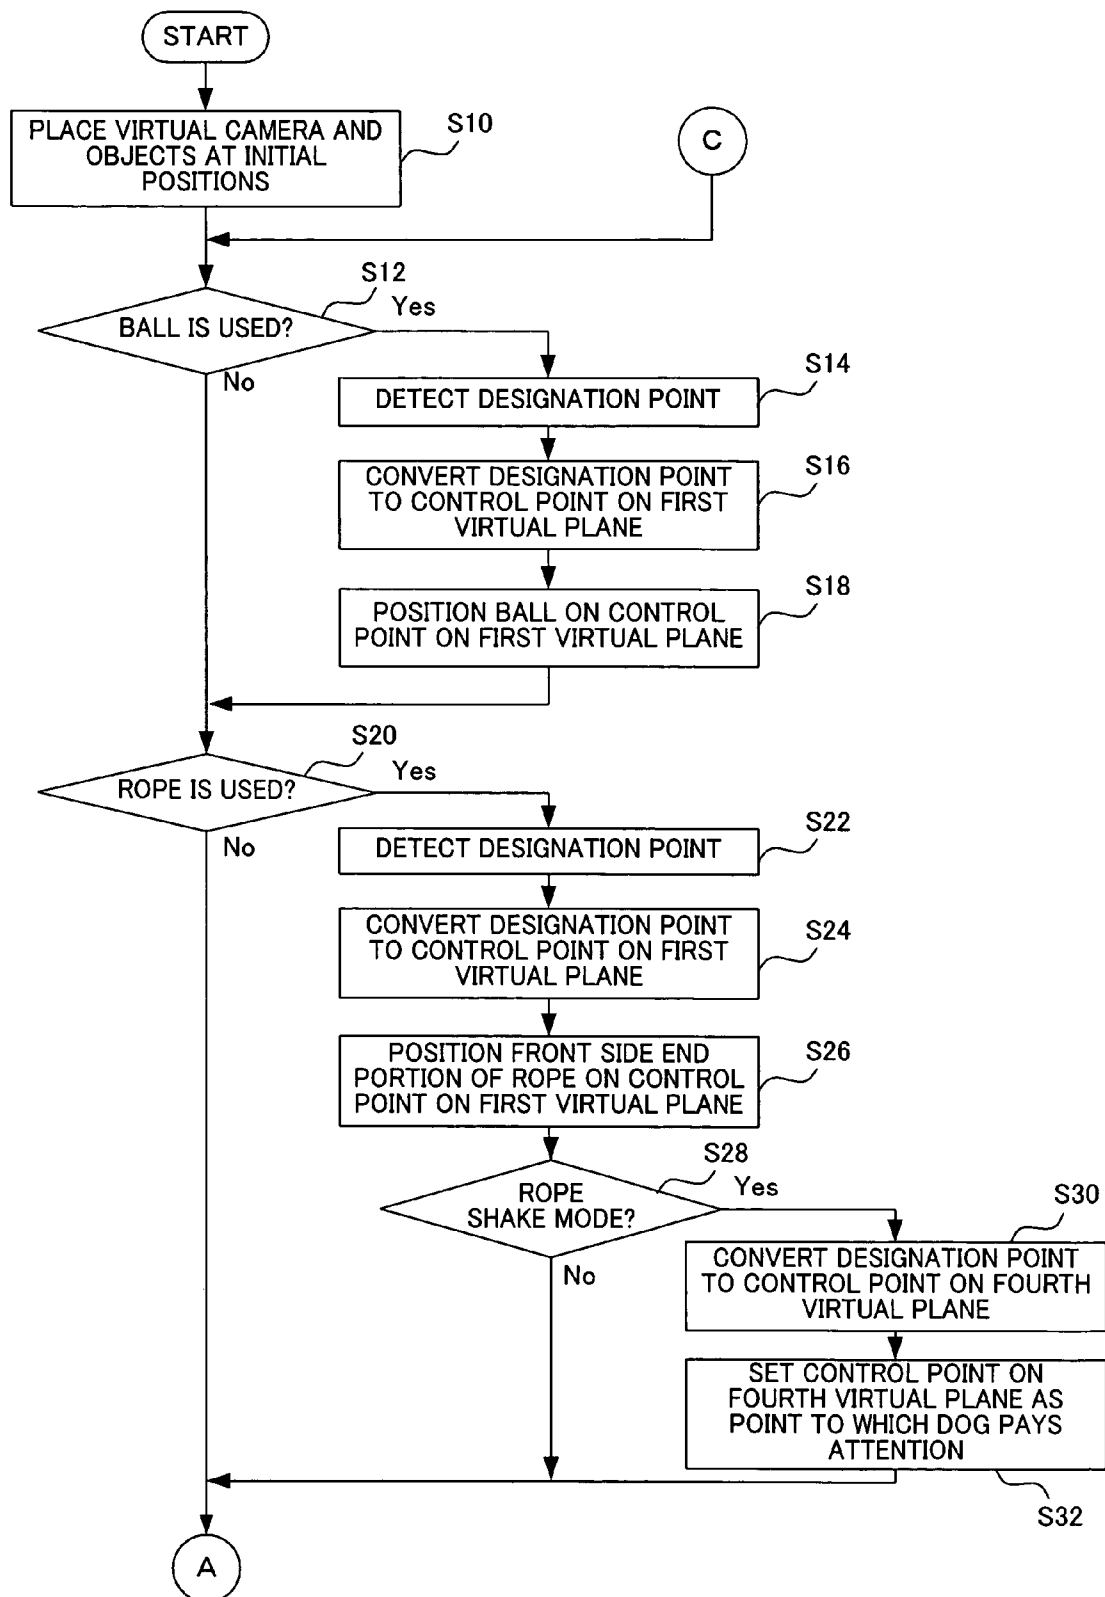 START
PLACE VIRTUAL CAMERA AND
OBJECTS AT INITIAL
POSITIONS
S10
C
S12
BALL IS USED?
Yes
No
S14
DETECT DESIGNATION POINT
S16
CONVERT DESIGNATION POINT
TO CONTROL POINT ON FIRST
VIRTUAL PLANE
S18
POSITION BALL ON CONTROL
POINT ON FIRST VIRTUAL PLANE
S20
ROPE IS USED?
Yes
No
S22
DETECT DESIGNATION POINT
S24
CONVERT DESIGNATION POINT
TO CONTROL POINT ON FIRST
VIRTUAL PLANE
S26
POSITION FRONT SIDE END
PORTION OF ROPE ON CONTROL
POINT ON FIRST VIRTUAL PLANE
S28
ROPE
SHAKE MODE?
Yes
No
S30
CONVERT DESIGNATION POINT
TO CONTROL POINT ON FOURTH
VIRTUAL PLANE
SET CONTROL POINT ON
FOURTH VIRTUAL PLANE AS
POINT TO WHICH DOG PAYS
ATTENTION
S32
A